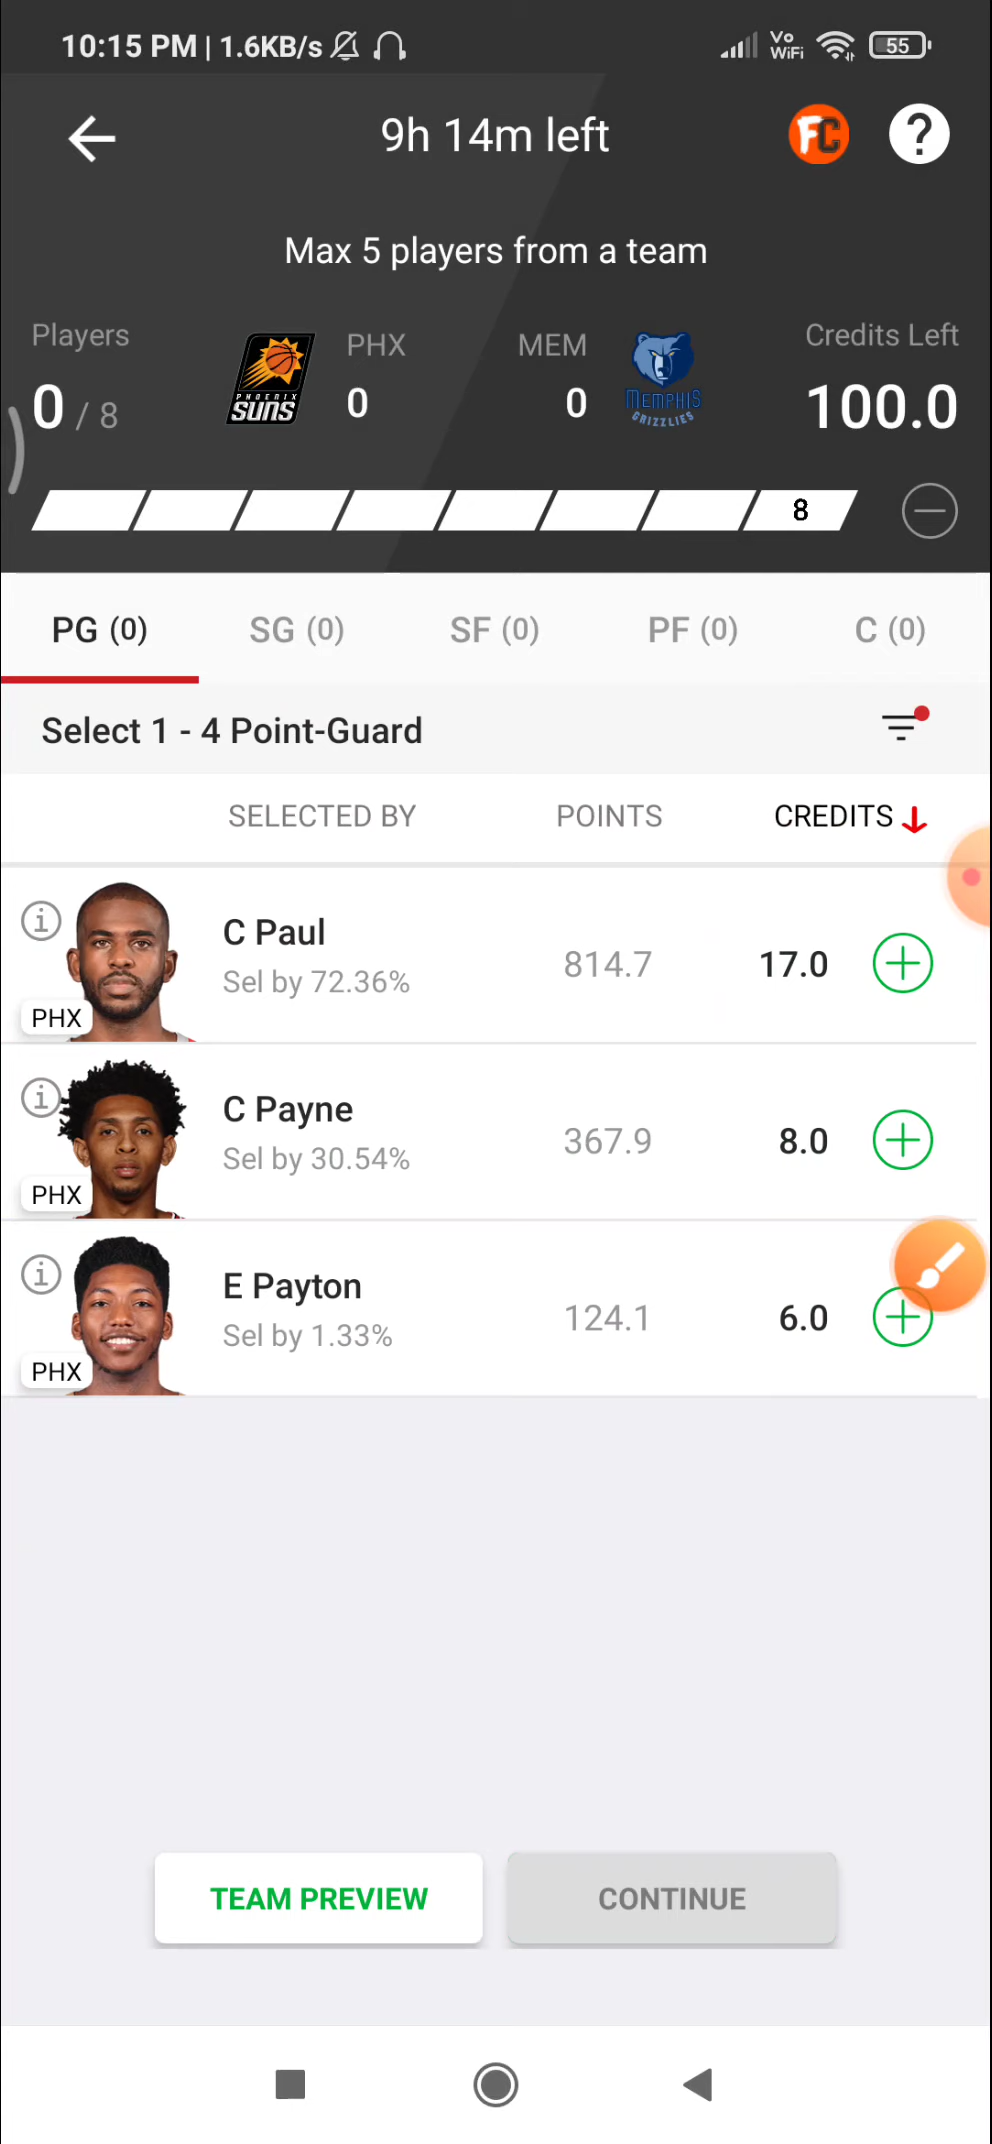 10:15 PM | 1.6KB/s
Vo WiFi
55
9h 14m left
FC
?
Max 5 players from a team
Players
0 / 8
PHOENIX
SUNS
PHX
0
MEM
0
MEMPHIS
GRIZZLIES
Credits Left
100.0
8
PG (0)
SG (0)
SF (0)
PF (0)
C (0)
Select 1 - 4 Point-Guard
SELECTED BY
POINTS
CREDITS
i
C Paul
Sel by 72.36%
PHX
814.7
17.0
i
C Payne
Sel by 30.54%
PHX
367.9
8.0
i
E Payton
Sel by 1.33%
PHX
124.1
6.0
TEAM PREVIEW
CONTINUE